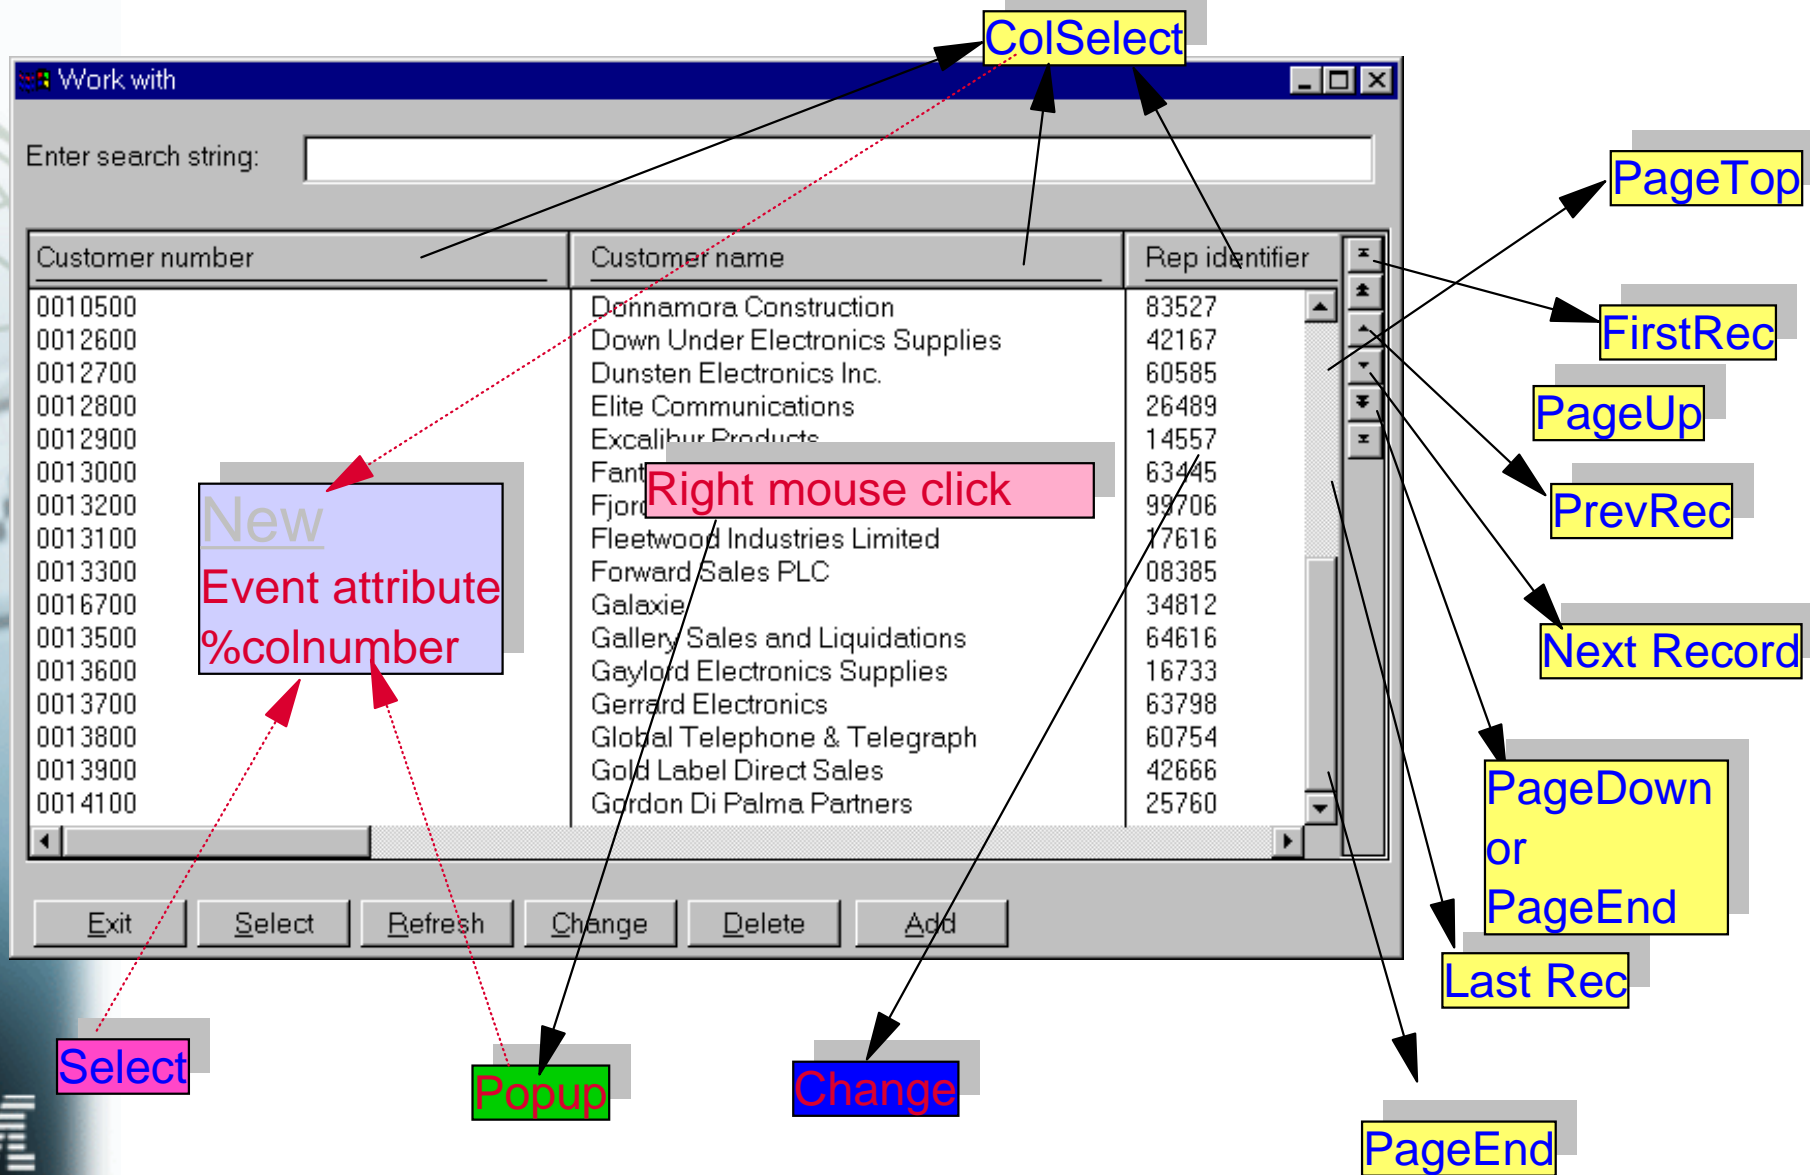 ColSelect
Work with
Enter search string:
PageTop
Customer number Customer name Rep identifier
0010500 Donnamora Construction 83527
0012600 Down Under Electronics Supplies 42167
0012700 Dunsten Electronics Inc. 60585
0012800 Elite Communications 26489
0012900 Excalibur Products 14557
0013000 Fant 63445
0013200 Fjor 99706
0013100 Fleetwood Industries Limited 17616
0013300 Forward Sales PLC 08385
0016700 Galaxie 34812
0013500 Gallery Sales and Liquidations 64616
0013600 Gaylord Electronics Supplies 16733
0013700 Gerrard Electronics 63798
0013800 Global Telephone & Telegraph 60754
0013900 Gold Label Direct Sales 42666
0014100 Gordon Di Palma Partners 25760
FirstRec
PageUp
PrevRec
Next Record
PageDown
or
PageEnd
Last Rec
PageEnd
New
Event attribute
%colnumber
Right mouse click
Exit Select Refresh Change Delete Add
Select
Popup
Change